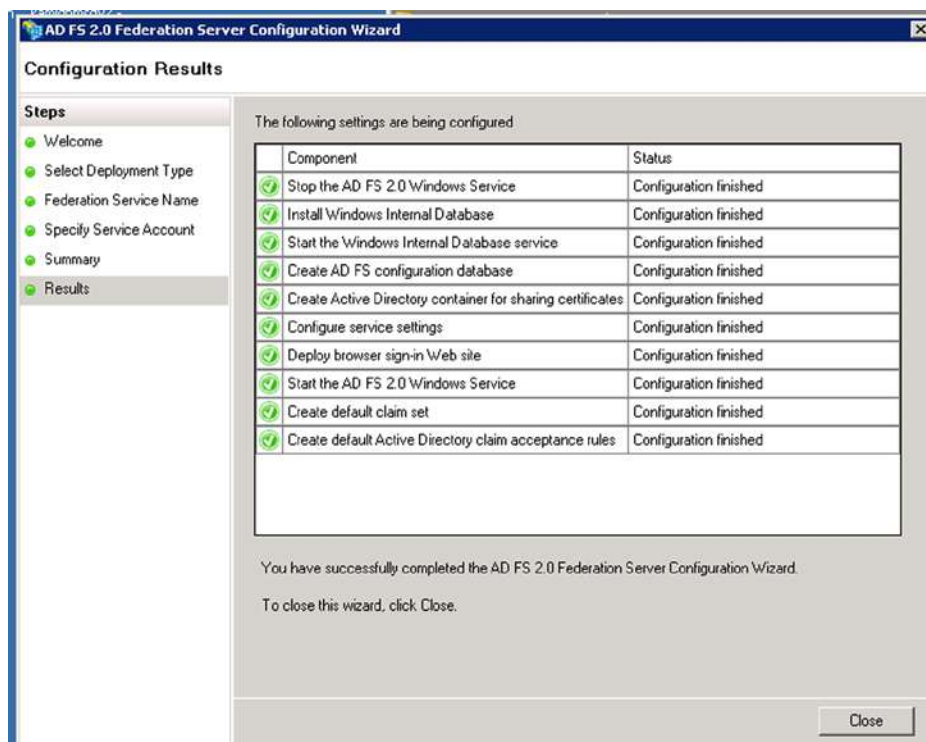 AD FS 2.0 Federation Server Configuration Wizard
Configuration Results
Steps
Welcome
Select Deployment Type
Federation Service Name
Specify Service Account
Summary
Results
The following settings are being configured
Component Status
Stop the AD FS 2.0 Windows Service Configuration finished
Install Windows Internal Database Configuration finished
Start the Windows Internal Database service Configuration finished
Create AD FS configuration database Configuration finished
Create Active Directory container for sharing certificates Configuration finished
Configure service settings Configuration finished
Deploy browser sign-in Web site Configuration finished
Start the AD FS 2.0 Windows Service Configuration finished
Create default claim set Configuration finished
Create default Active Directory claim acceptance rules Configuration finished
You have successfully completed the AD FS 2.0 Federation Server Configuration Wizard.
To close this wizard, click Close.
Close